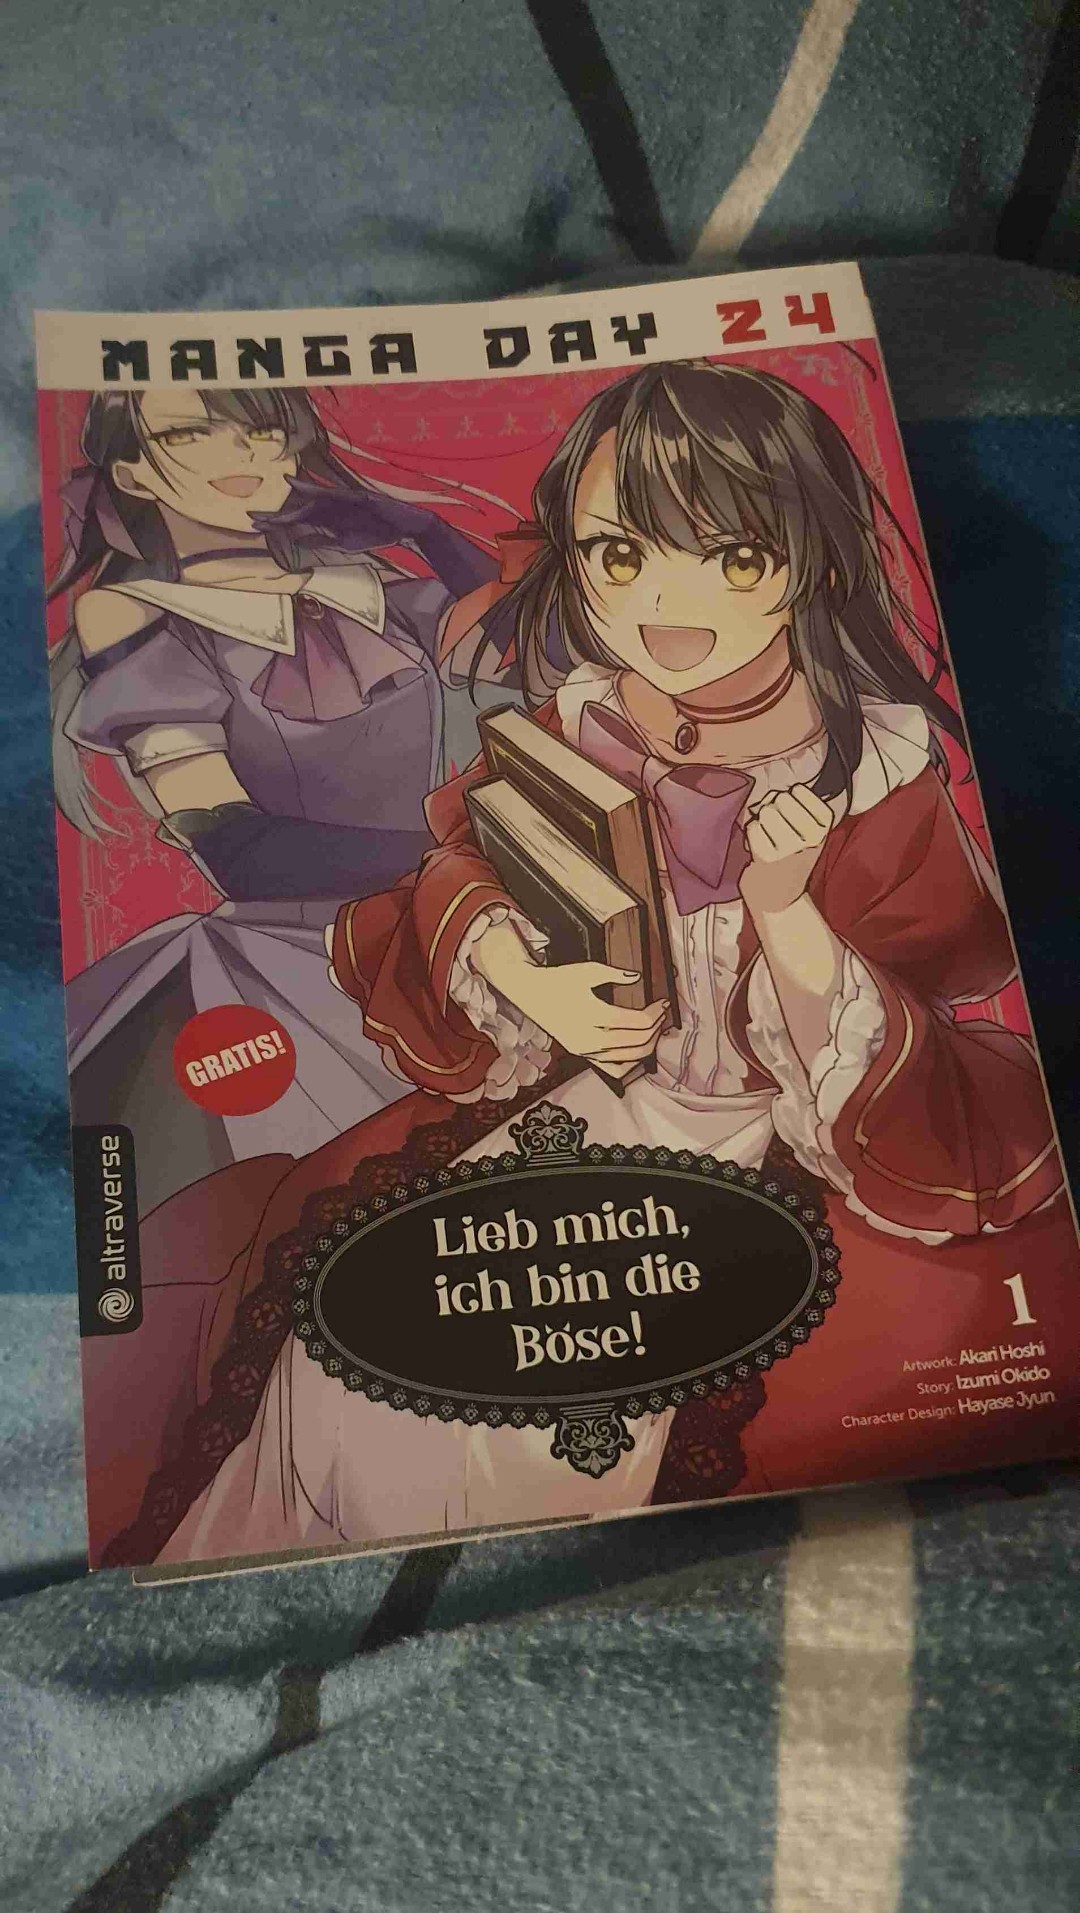 MANGA DAY 24
GRATIS!
altraverse
Lieb mich,
ich bin die
Böse!
1
Artwork: Akari Hoshi
Story: Izumi Okido
Character Design: Hayase Jyun